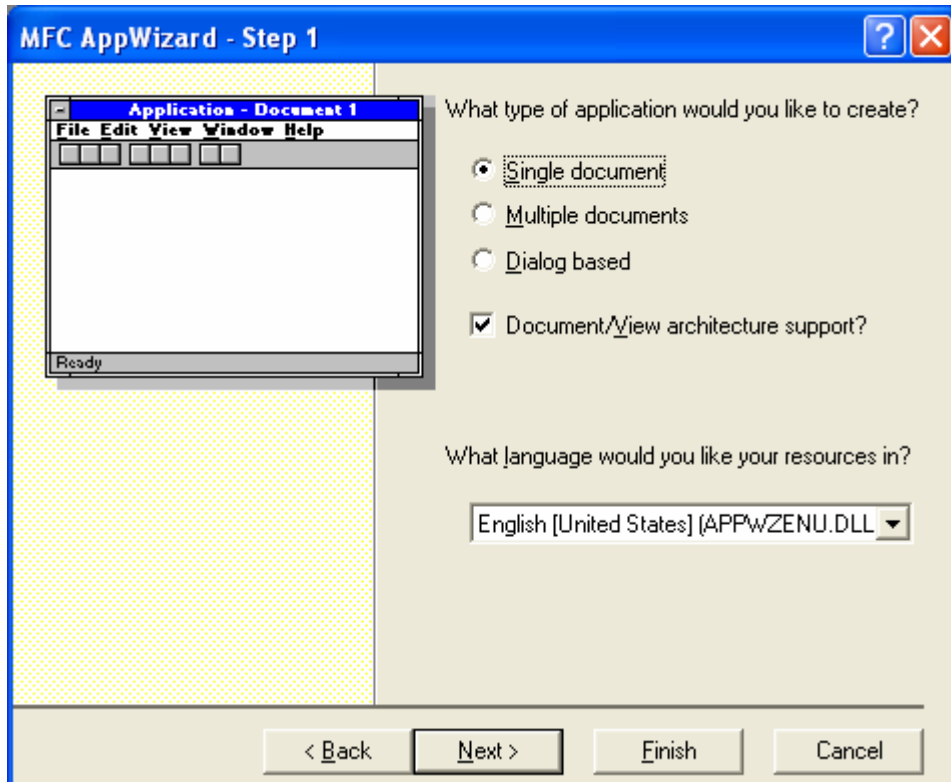 MFC AppWizard - Step 1
Application - Document 1
File Edit View Window Help
Ready
What type of application would you like to create?
Single document
Multiple documents
Dialog based
Document/View architecture support?
What language would you like your resources in?
English [United States] (APPWZENU.DLL
< Back Next > Finish Cancel